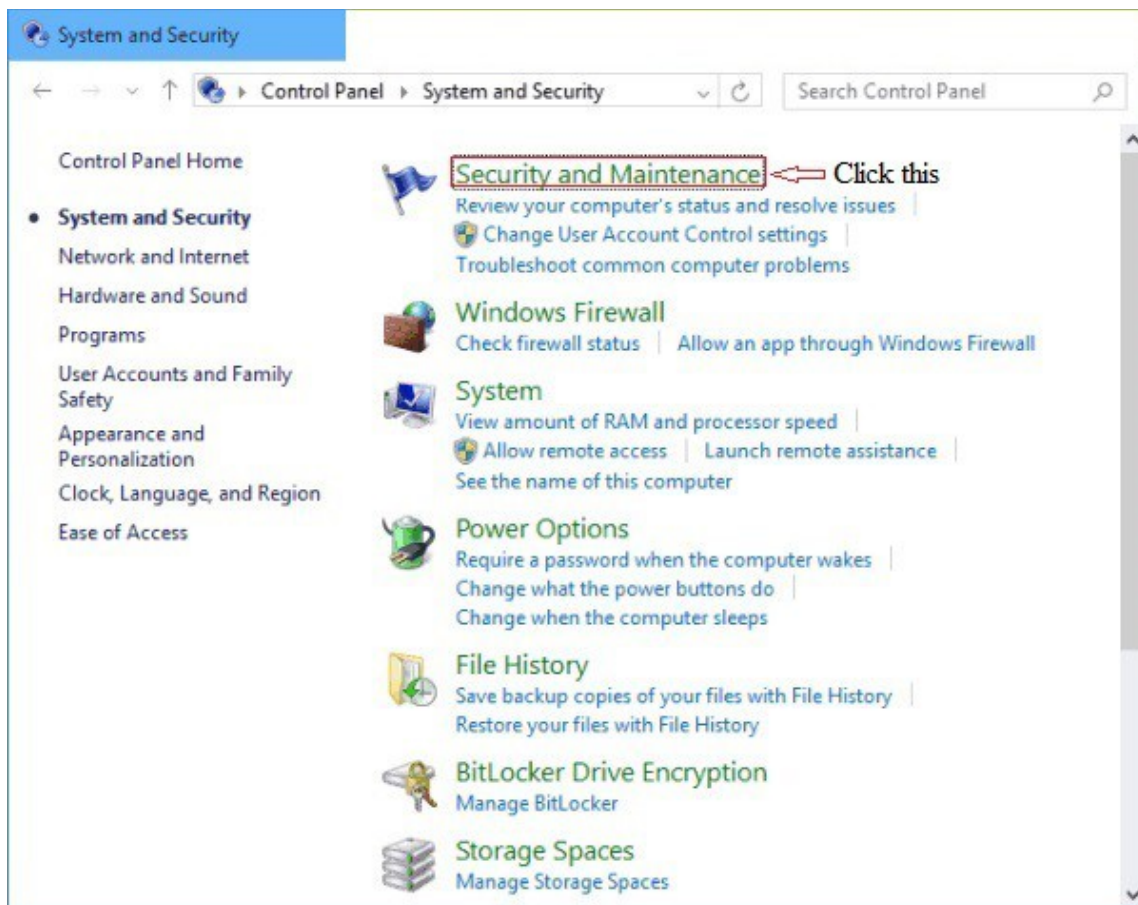 System and Security
Control Panel System and Security
Search Control Panel
Control Panel Home
System and Security
Network and Internet
Hardware and Sound
Programs
User Accounts and Family
Safety
Appearance and
Personalization
Clock, Language, and Region
Ease of Access
Security and Maintenance Click this
Review your computer's status and resolve issues
Change User Account Control settings
Troubleshoot common computer problems
Windows Firewall
Check firewall status Allow an app through Windows Firewall
System
View amount of RAM and processor speed
Allow remote access Launch remote assistance
See the name of this computer
Power Options
Require a password when the computer wakes
Change what the power buttons do
Change when the computer sleeps
File History
Save backup copies of your files with File History
Restore your files with File History
BitLocker Drive Encryption
Manage BitLocker
Storage Spaces
Manage Storage Spaces